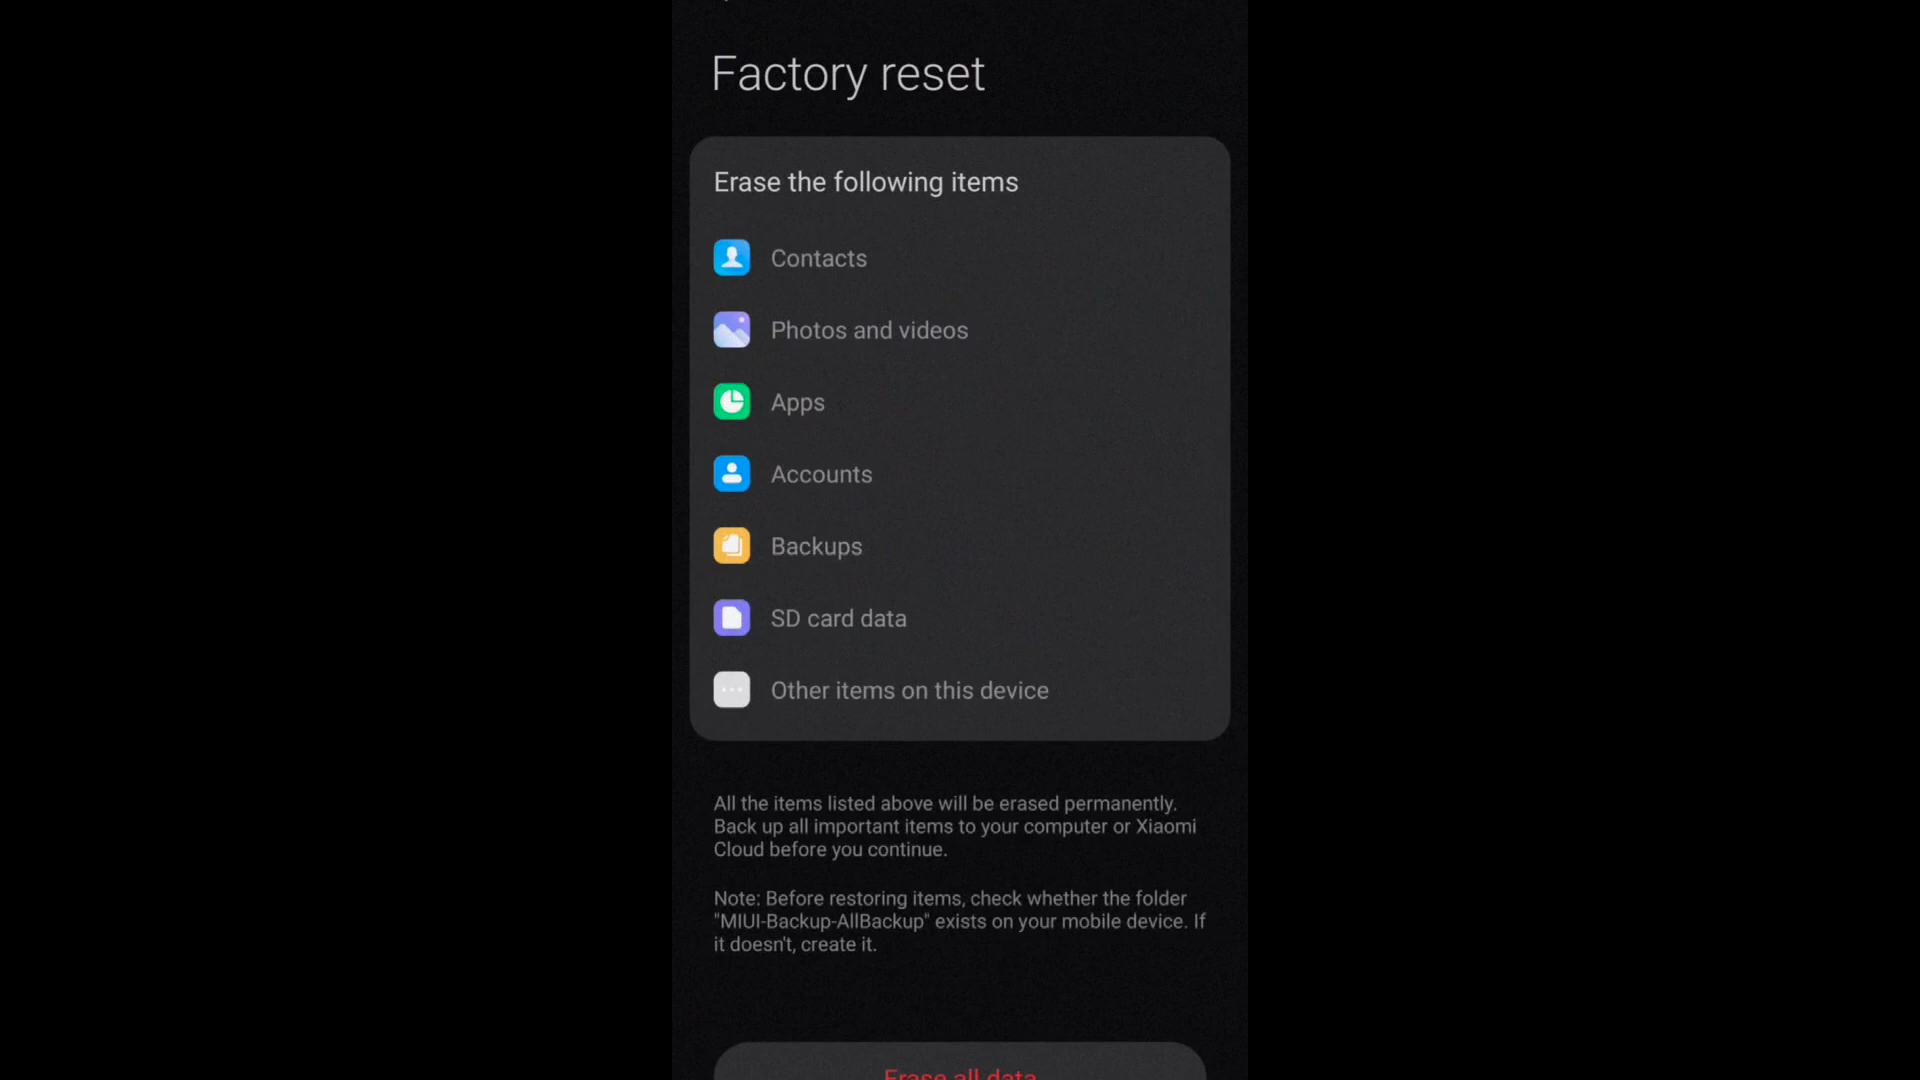 Factory reset
Erase the following items
Contacts
Photos and videos
Apps
Accounts
Backups
SD card data
Other items on this device
All the items listed above will be erased permanently.
Back up all important items to your computer or Xiaomi
Cloud before you continue.
Note: Before restoring items, check whether the folder
"MIUI-Backup-AllBackup" exists on your mobile device. If
it doesn't, create it.
Erase all data